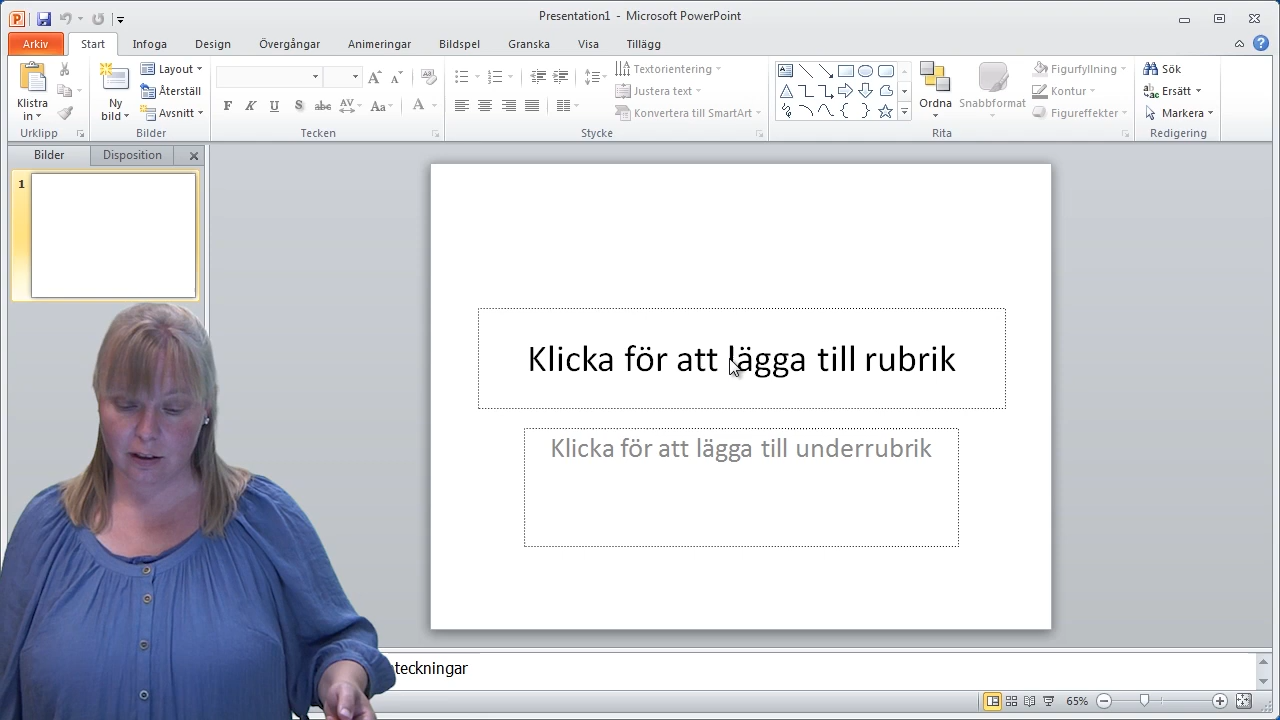 Presentation1 - Microsoft PowerPoint
Arkiv Start Infoga Design Övergångar Animeringar Bildspel Granska Visa Tillägg
Klistra in
Urklipp
Ny bild
Layout
Återställ
Avsnitt
Bilder
F K U S abc AV Aa A
Tecken
Textorientering
Justera text
Konvertera till SmartArt
Stycke
Ordna
Snabbformat
Figurfyllning
Kontur
Figureffekter
Rita
Sök
Ersätt
Markera
Redigering
Bilder Disposition
1
Klicka för att lägga till rubrik
Klicka för att lägga till underrubrik
teckningar
65%